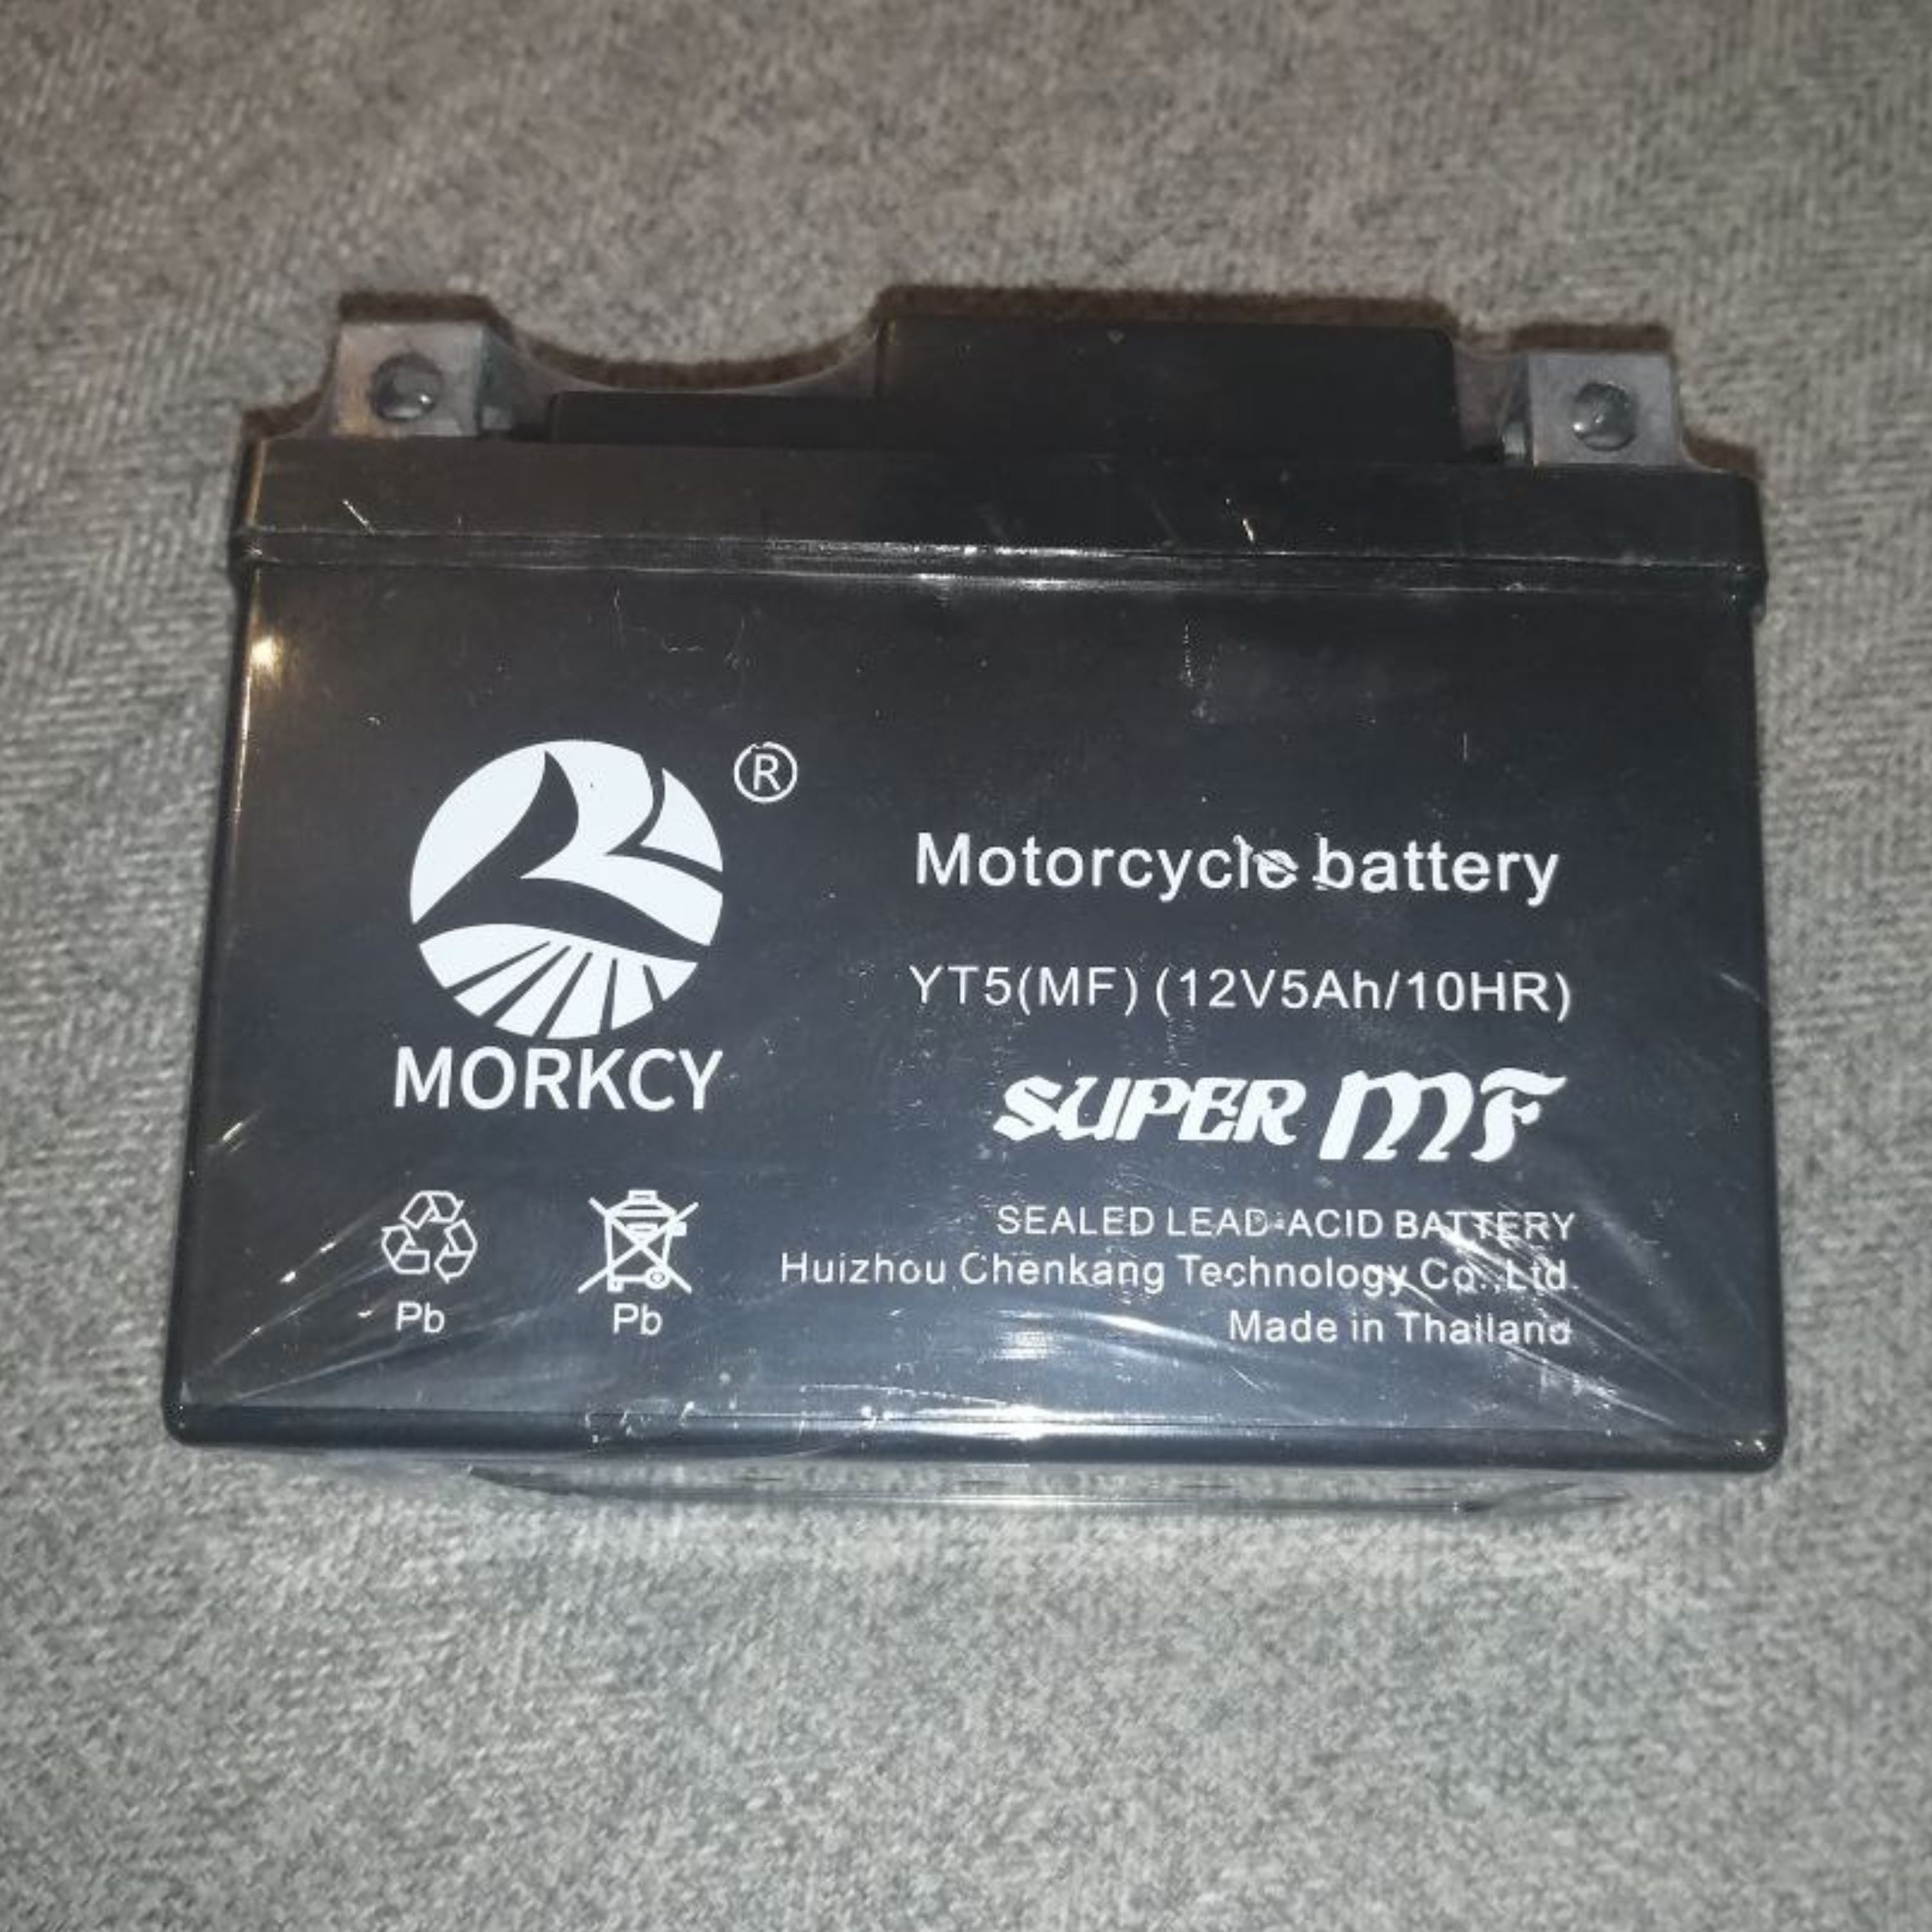 ®
MORKCY
Motorcycle battery
YT5(MF) (12V5Ah/10HR)
SUPER MF
SEALED LEAD-ACID BATTERY
Huizhou Chenkang Technology Co.,Ltd.
Made in Thailand
Pb
Pb